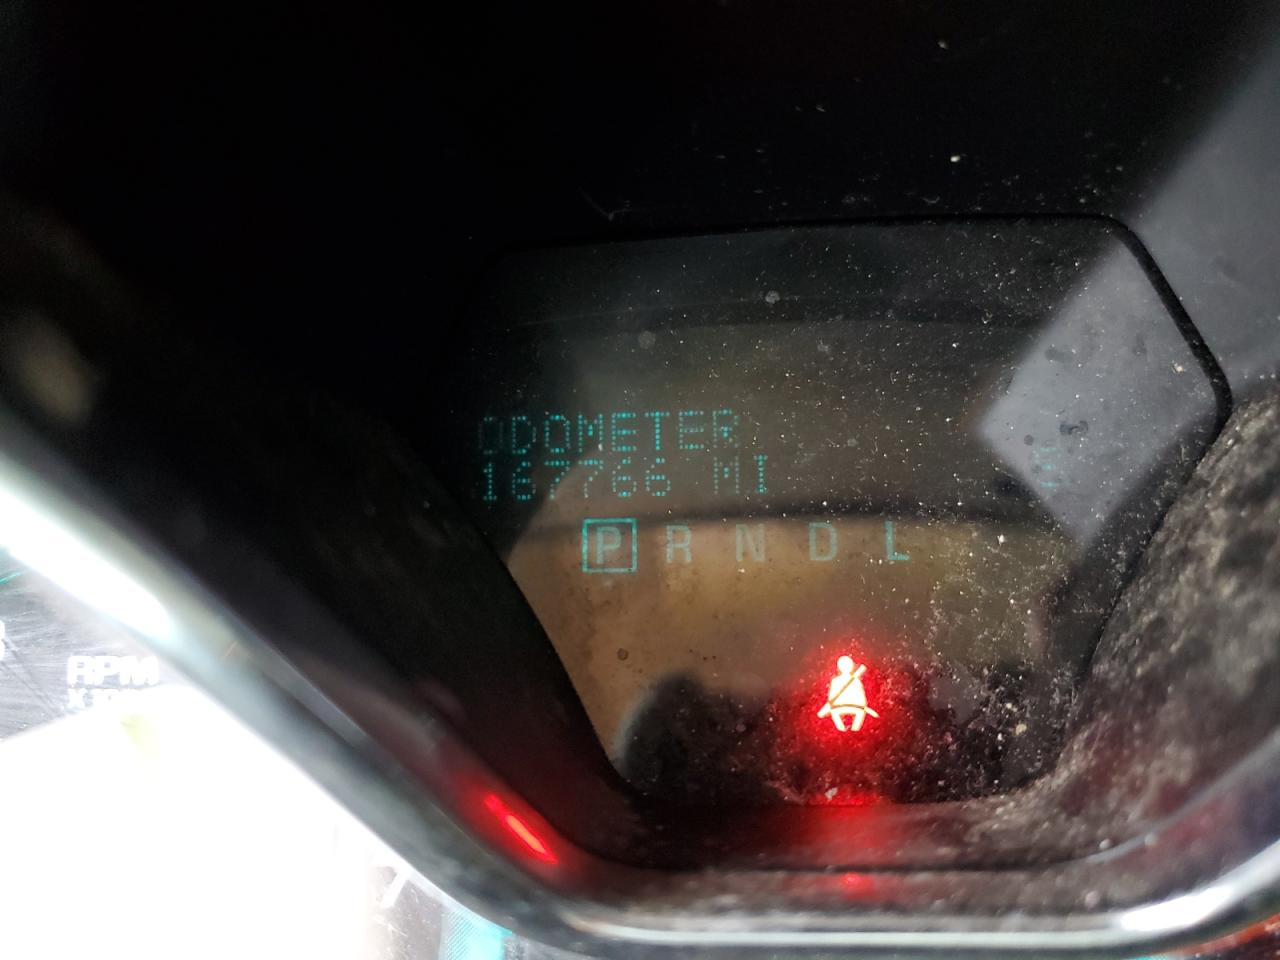 ODOMETER
167766 MI
P R N D L
RPM